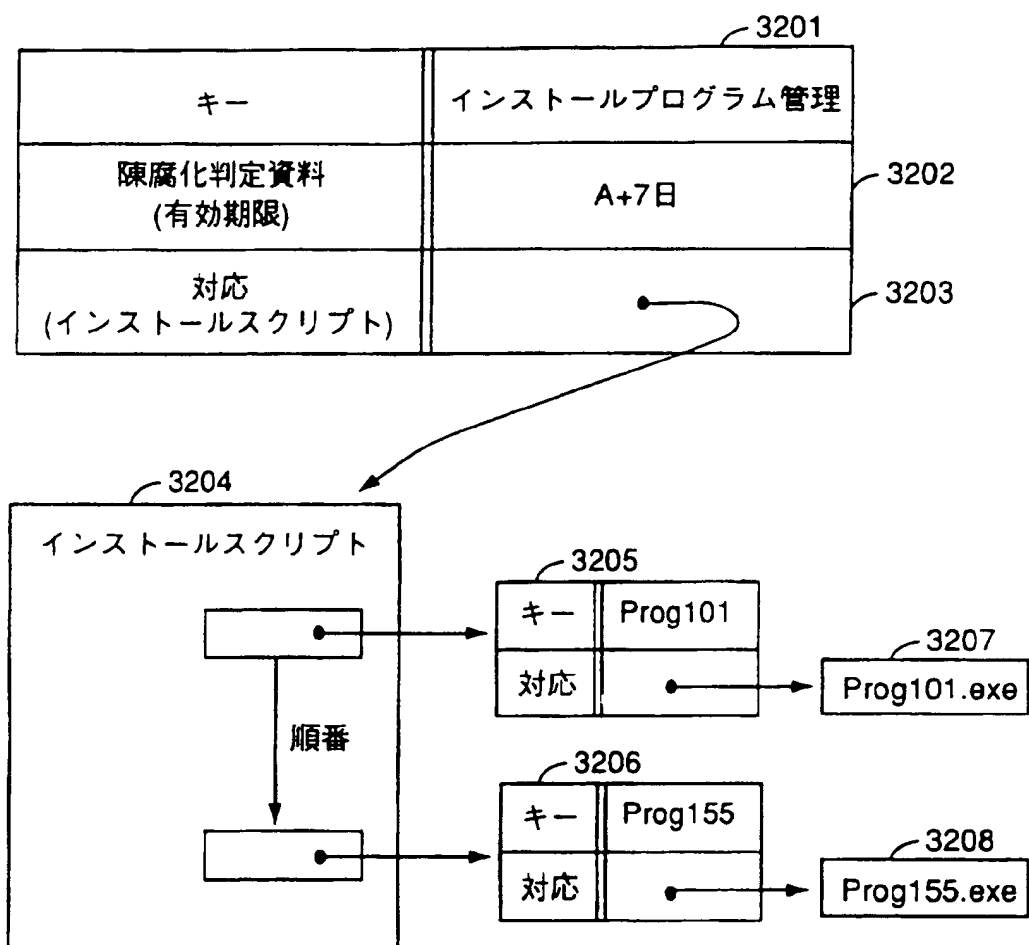 3201
キー
インストールプログラム管理
陳腐化判定資料
(有効期限)
A+7日
3202
対応
(インストールスクリプト)
3203
3204
インストールスクリプト
順番
3205
キー
Prog101
対応
3207
Prog101.exe
3206
キー
Prog155
対応
3208
Prog155.exe